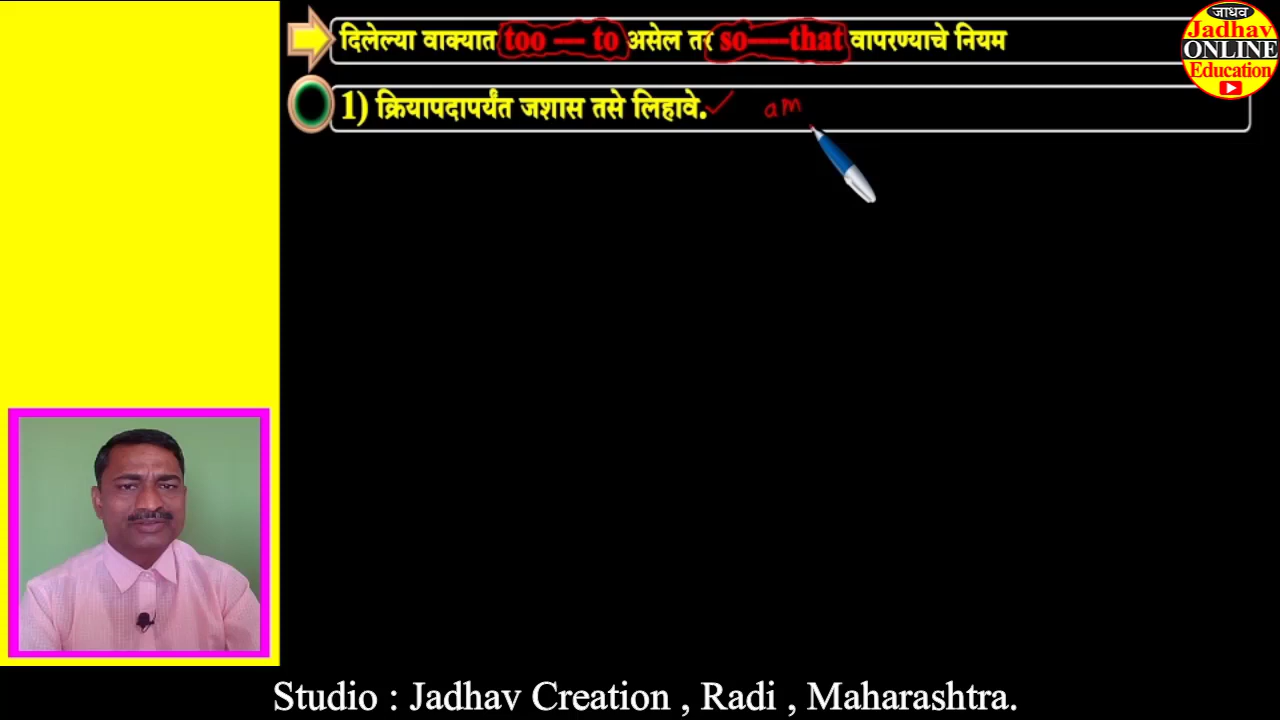 दिलेल्या वाक्यात too — to असेल तर so----that वापरण्याचे नियम
1) क्रियापदापर्यंत जशास तसे लिहावे. ✓ am
जाधव
Jadhav
ONLINE
Education
Studio : Jadhav Creation , Radi , Maharashtra.